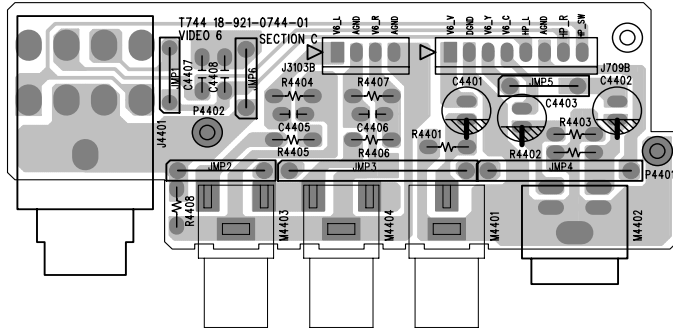 T744 18-921-0744-01
VIDEO 6
SECTION C
V6_L
AGND
V6_R
AGND
V6_V
DGND
V6_Y
V6_C
HP_L
AGND
HP_R
HP_SW
J3103B
J709B
JMP1
C4407
C4408
JMP6
R4404
R4407
C4401
JMP5
C4402
C4403
J4401
P4402
C4405
C4406
R4401
R4403
R4405
R4406
R4402
P4401
JMP2
JMP3
JMP4
R4408
M4403
M4404
M4401
M4402